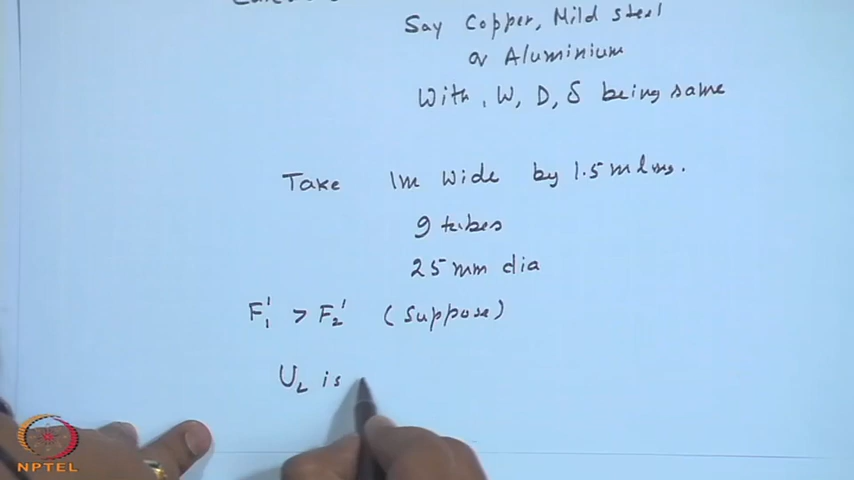 Say Copper, Mild steel
or Aluminium
With, W, D, δ being same
Take 1m wide by 1.5 m long.
9 tubes
25 mm dia
F₁' > F₂' (Suppose)
U_L is
NPTEL